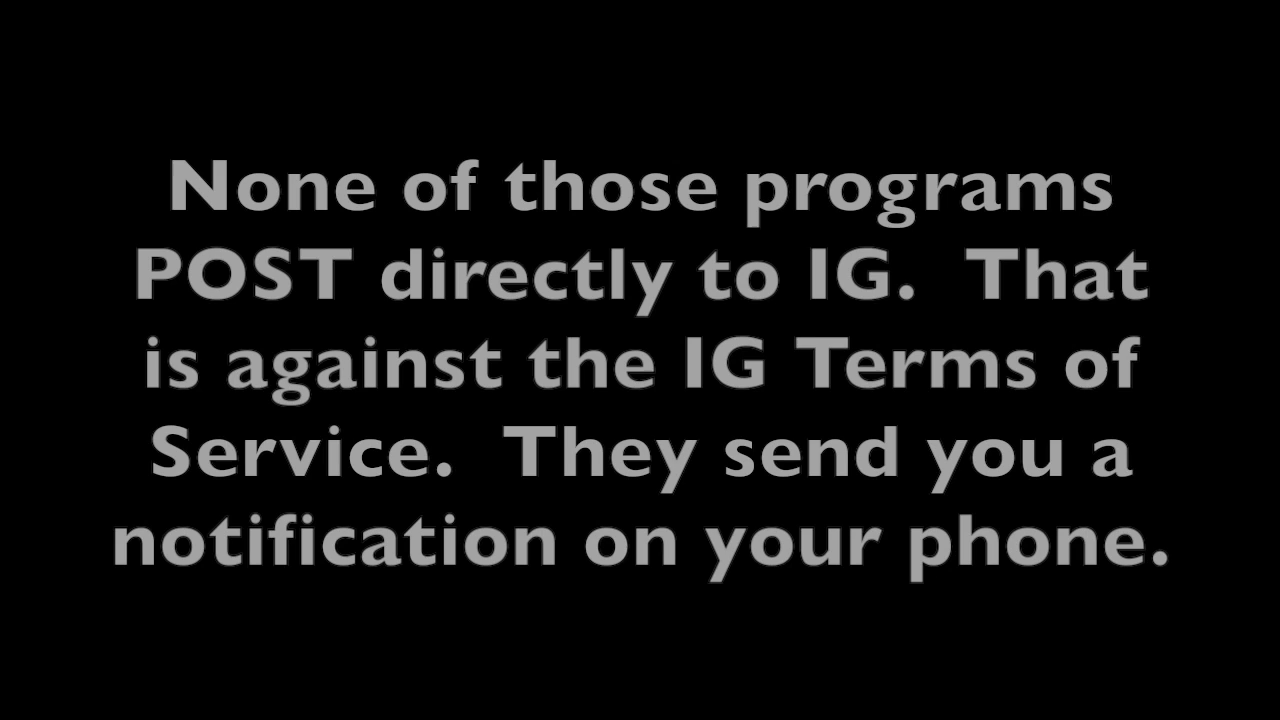 None of those programs
POST directly to IG.  That
is against the IG Terms of
Service.  They send you a
notification on your phone.